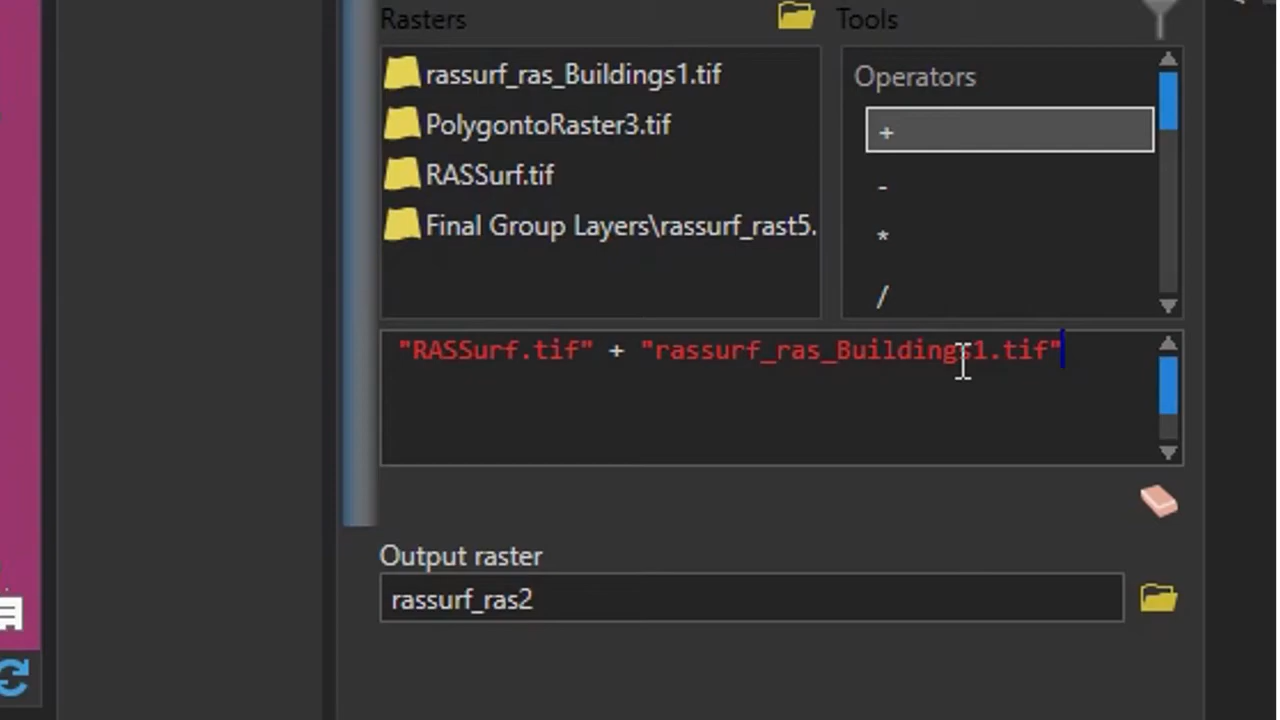 Rasters
Tools
rassurf_ras_Buildings1.tif
PolygontoRaster3.tif
RASSurf.tif
Final Group Layers\rassurf_rast5.
Operators
+
-
*
/
"RASSurf.tif" + "rassurf_ras_Buildings1.tif"
Output raster
rassurf_ras2